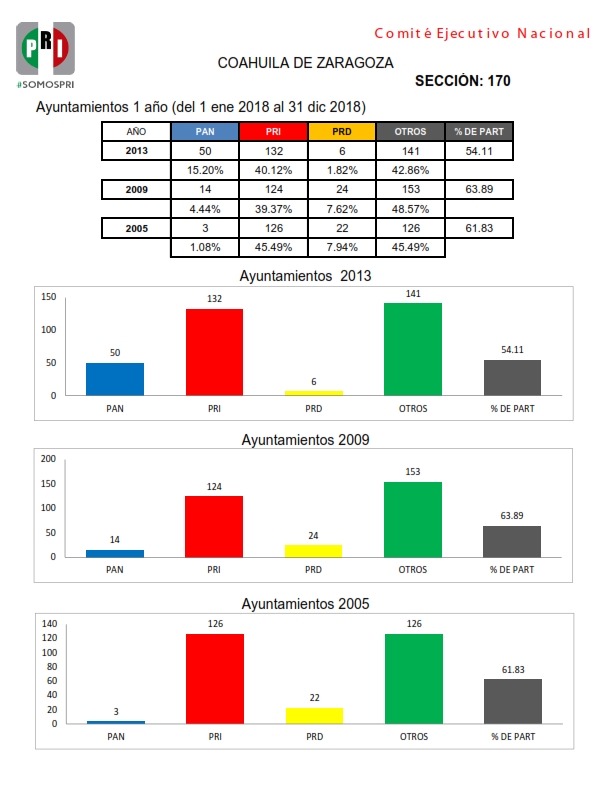 Comité Ejecutivo Nacional
PRI
#SOMOSPRI
COAHUILA DE ZARAGOZA
SECCIÓN: 170
Ayuntamientos 1 año (del 1 ene 2018 al 31 dic 2018)
AÑO PAN PRI PRD OTROS % DE PART
2013 50 132 6 141 54.11
15.20% 40.12% 1.82% 42.86%
2009 14 124 24 153 63.89
4.44% 39.37% 7.62% 48.57%
2005 3 126 22 126 61.83
1.08% 45.49% 7.94% 45.49%
Ayuntamientos 2013
150
100
50
0
50 132 6 141 54.11
PAN PRI PRD OTROS % DE PART
Ayuntamientos 2009
200
150
100
50
0
14 124 24 153 63.89
PAN PRI PRD OTROS % DE PART
Ayuntamientos 2005
140
120
100
80
60
40
20
0
3 126 22 126 61.83
PAN PRI PRD OTROS % DE PART